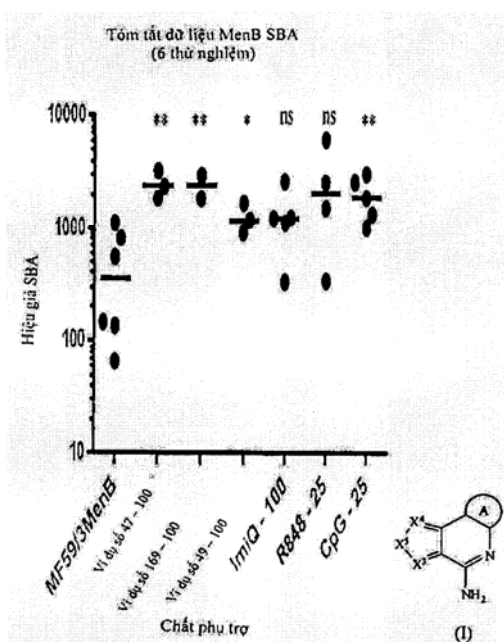 Tóm tắt dữ liệu MenB SBA
(6 thử nghiệm)
10000
1000
100
10
Hiệu giá SBA
** ** * ns ns **
MF59/3MenB
Ví dụ số 47 – 100
Ví dụ số 169 – 100
Ví dụ số 49 – 100
ImiQ - 100
R848 - 25
CpG - 25
Chất phụ trợ
A
X⁴
X⁵
X³
N
NH₂
(I)